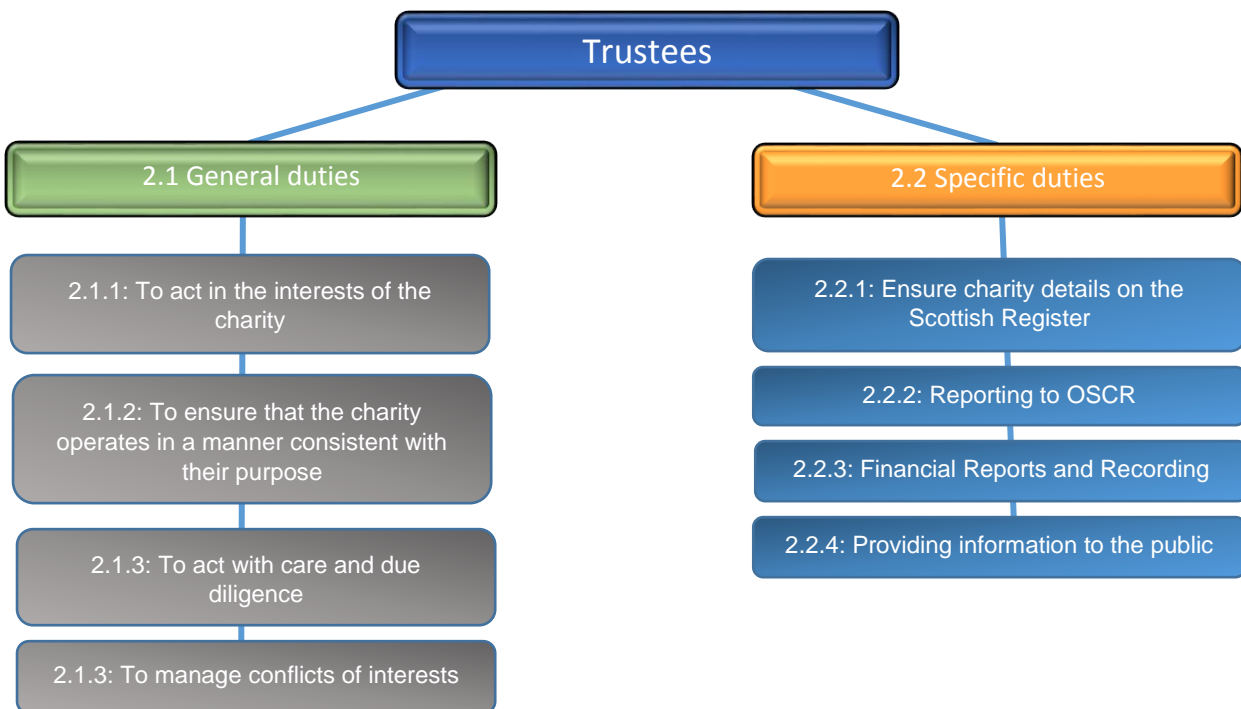 Trustees
2.1 General duties
2.2 Specific duties
2.1.1: To act in the interests of the
charity
2.1.2: To ensure that the charity
operates in a manner consistent with
their purpose
2.1.3: To act with care and due
diligence
2.1.3: To manage conflicts of interests
2.2.1: Ensure charity details on the
Scottish Register
2.2.2: Reporting to OSCR
2.2.3: Financial Reports and Recording
2.2.4: Providing information to the public